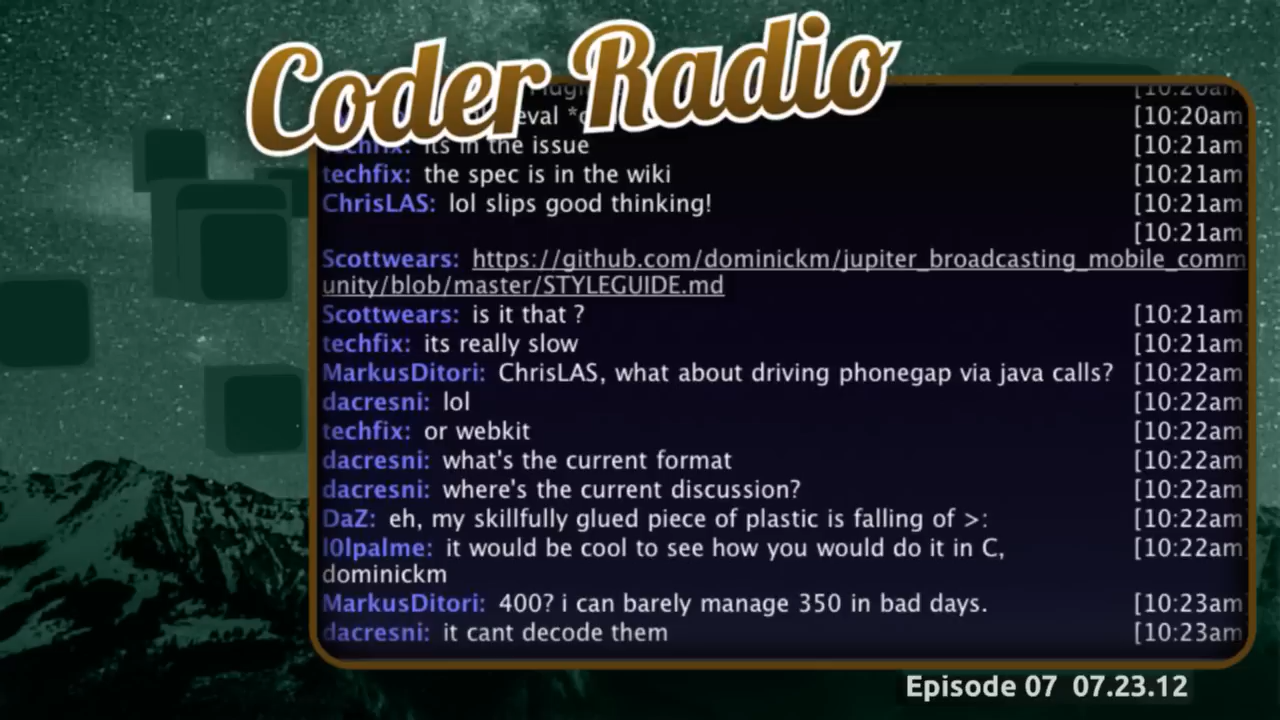 Coder Radio
[10:20am
eval
[10:20am
techfix: its in the issue [10:21am
techfix: the spec is in the wiki [10:21am
ChrisLAS: lol slips good thinking! [10:21am
[10:21am
Scottwears: https://github.com/dominickm/jupiter_broadcasting_mobile_comm
unity/blob/master/STYLEGUIDE.md
Scottwears: is it that ? [10:21am
techfix: its really slow [10:21am
MarkusDitori: ChrisLAS, what about driving phonegap via java calls? [10:22am
dacresni: lol [10:22am
techfix: or webkit [10:22am
dacresni: what's the current format [10:22am
dacresni: where's the current discussion? [10:22am
DaZ: eh, my skillfully glued piece of plastic is falling of >: [10:22am
l0lpalme: it would be cool to see how you would do it in C, [10:22am
dominickm
MarkusDitori: 400? i can barely manage 350 in bad days. [10:23am
dacresni: it cant decode them [10:23am
Episode 07 07.23.12